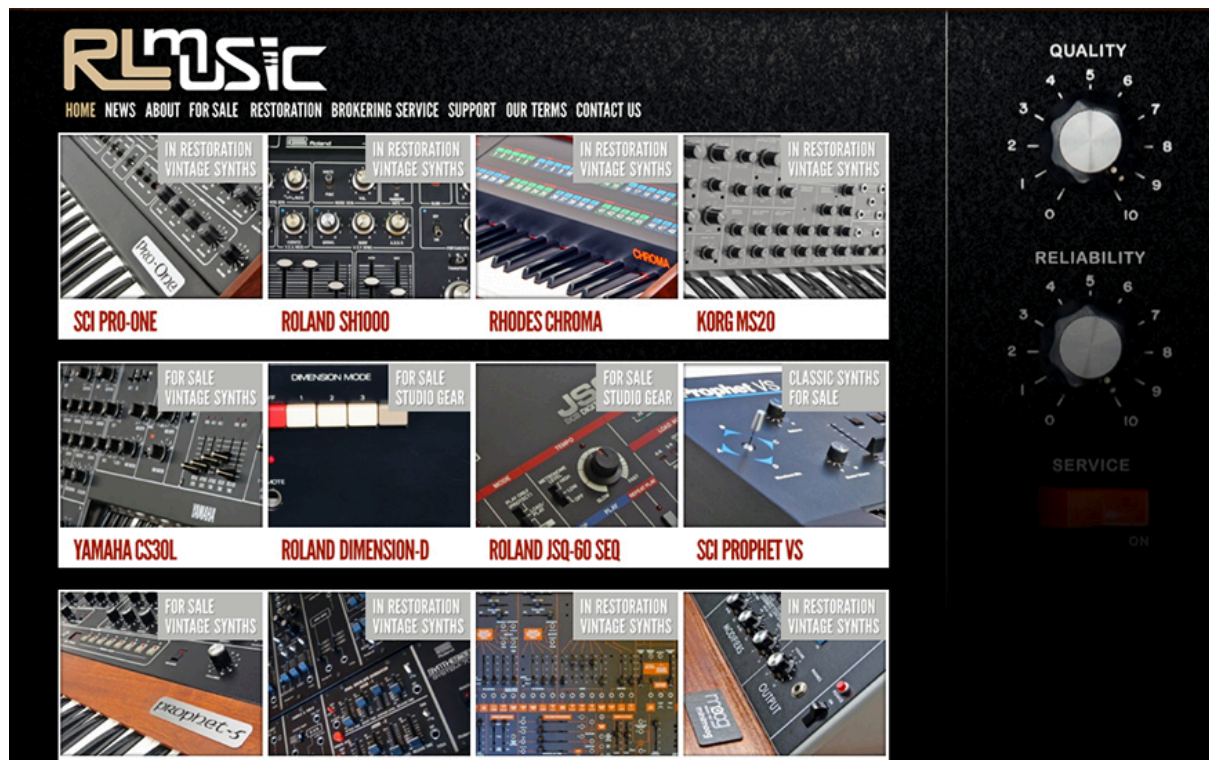 RLmusic
HOME NEWS ABOUT FOR SALE RESTORATION BROKERING SERVICE SUPPORT OUR TERMS CONTACT US
IN RESTORATION
VINTAGE SYNTHS
IN RESTORATION
VINTAGE SYNTHS
IN RESTORATION
VINTAGE SYNTHS
IN RESTORATION
VINTAGE SYNTHS
Roland
Pro-One
CHROMA
SCI PRO-ONE
ROLAND SH1000
RHODES CHROMA
KORG MS20
FOR SALE
VINTAGE SYNTHS
FOR SALE
STUDIO GEAR
FOR SALE
STUDIO GEAR
CLASSIC SYNTHS
FOR SALE
DIMENSION MODE
1 2 3
Prophet VS
TEMPO
MODE
YAMAHA
YAMAHA CS30L
ROLAND DIMENSION-D
ROLAND JSQ-60 SEQ
SCI PROPHET VS
FOR SALE
VINTAGE SYNTHS
IN RESTORATION
VINTAGE SYNTHS
IN RESTORATION
VINTAGE SYNTHS
IN RESTORATION
VINTAGE SYNTHS
MODIFIERS
OUTPUT
prophet-5
moog
QUALITY
0 1 2 3 4 5 6 7 8 9 10
RELIABILITY
0 1 2 3 4 5 6 7 8 9 10
SERVICE
ON